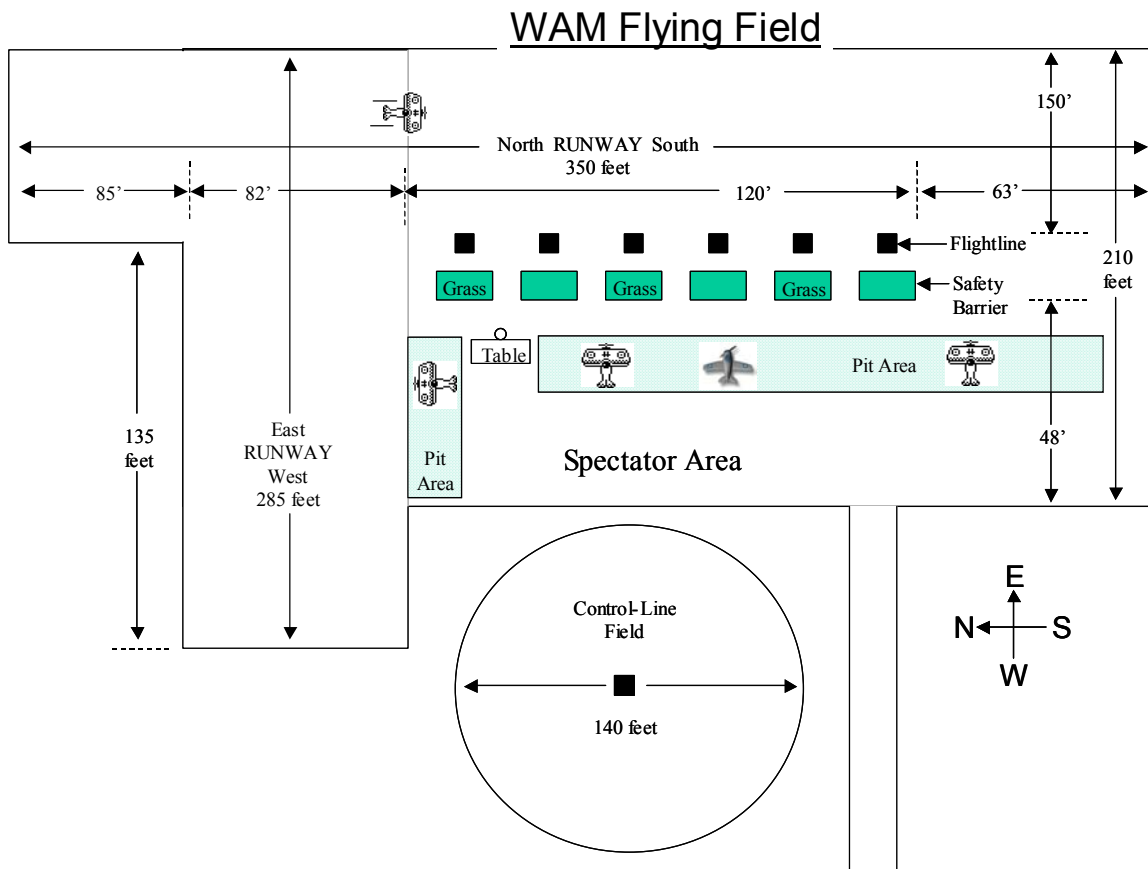 WAM Flying Field
150’
North RUNWAY South
350 feet
85’
82’
120’
63’
Flightline
210
feet
Grass
Grass
Grass
Safety
Barrier
Table
Pit Area
135
feet
East
RUNWAY
West
285 feet
Pit
Area
Spectator Area
48’
Control-Line
Field
140 feet
E
N
S
W